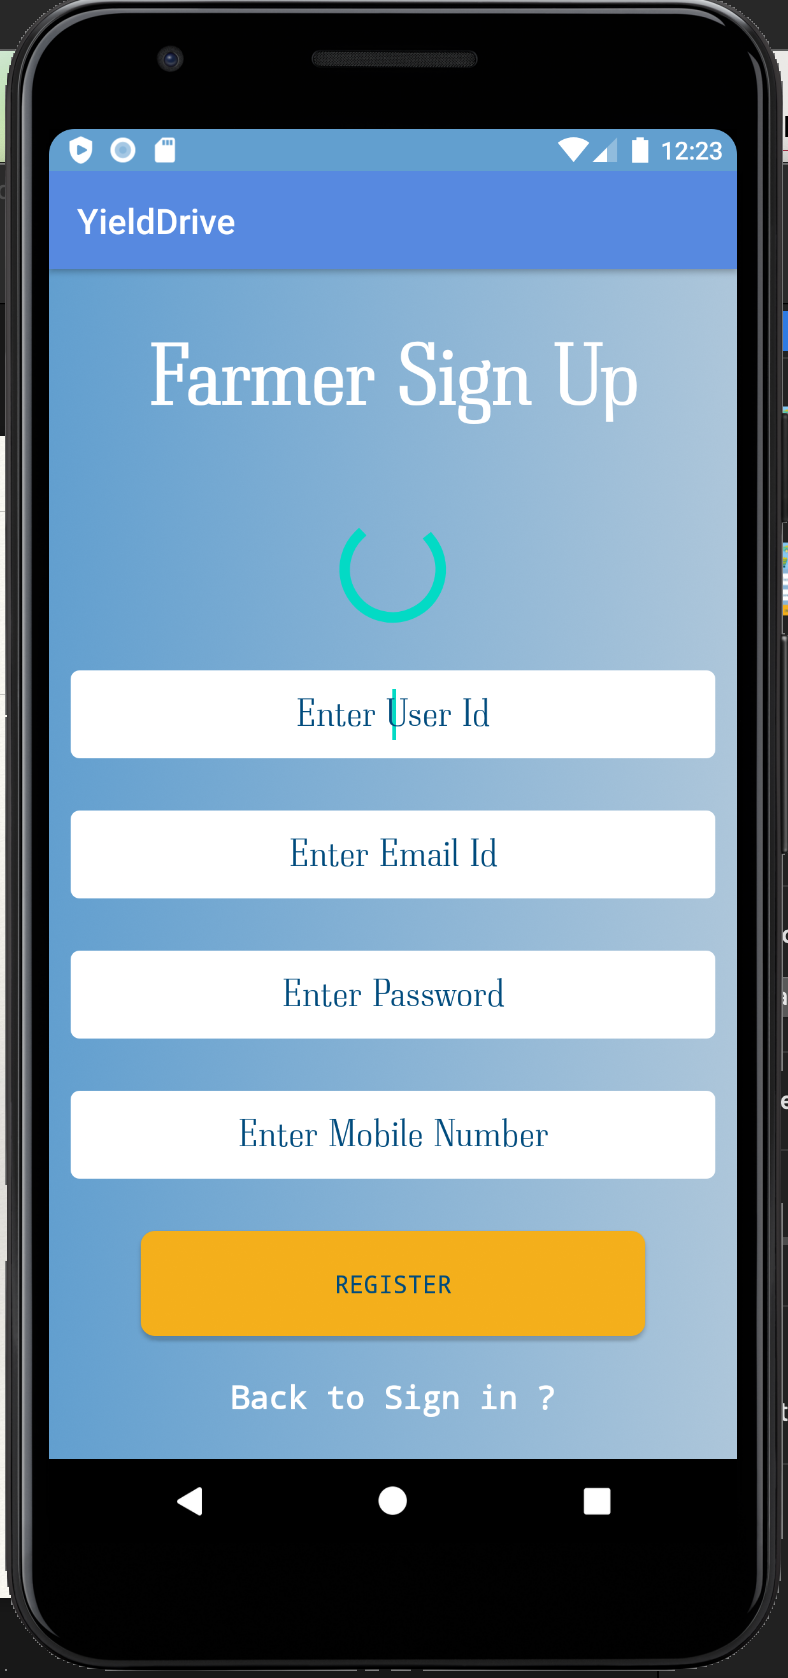 12:23
YieldDrive
Farmer Sign Up
Enter User Id
Enter Email Id
Enter Password
Enter Mobile Number
REGISTER
Back to Sign in ?